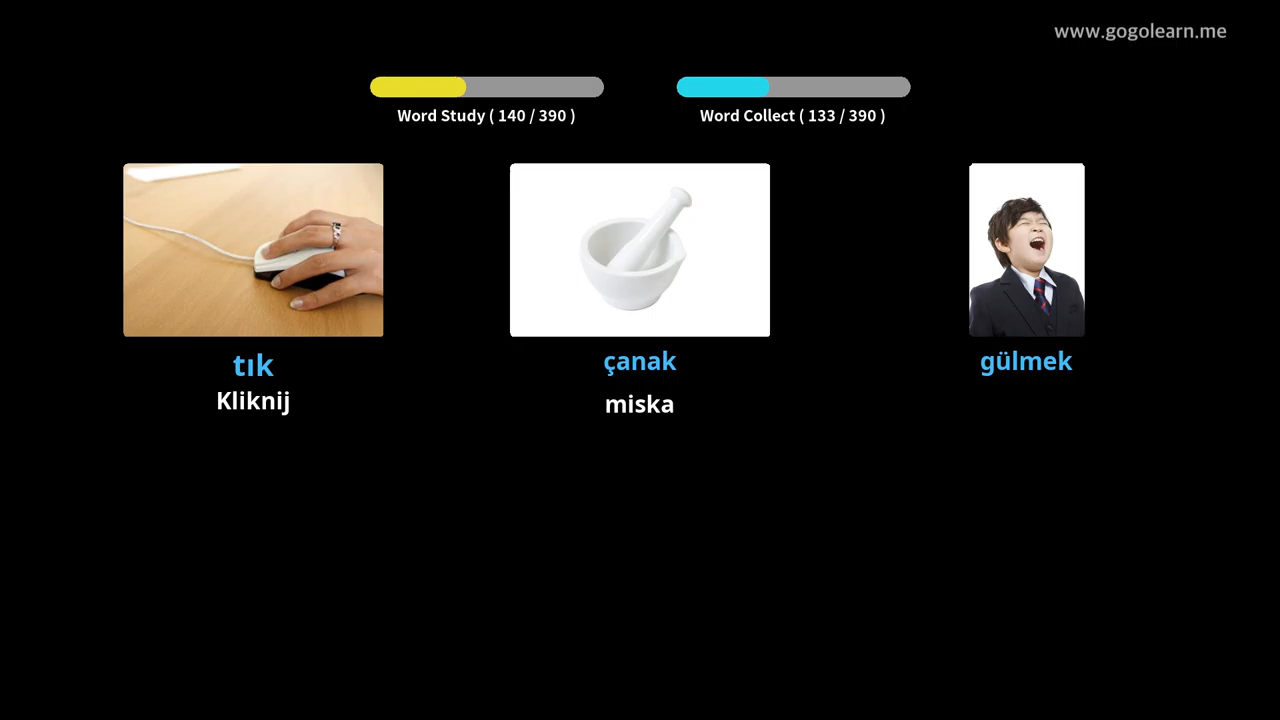 www.gogolearn.me
Word Study ( 140 / 390 )
Word Collect ( 133 / 390 )
tık
çanak
gülmek
Kliknij
miska